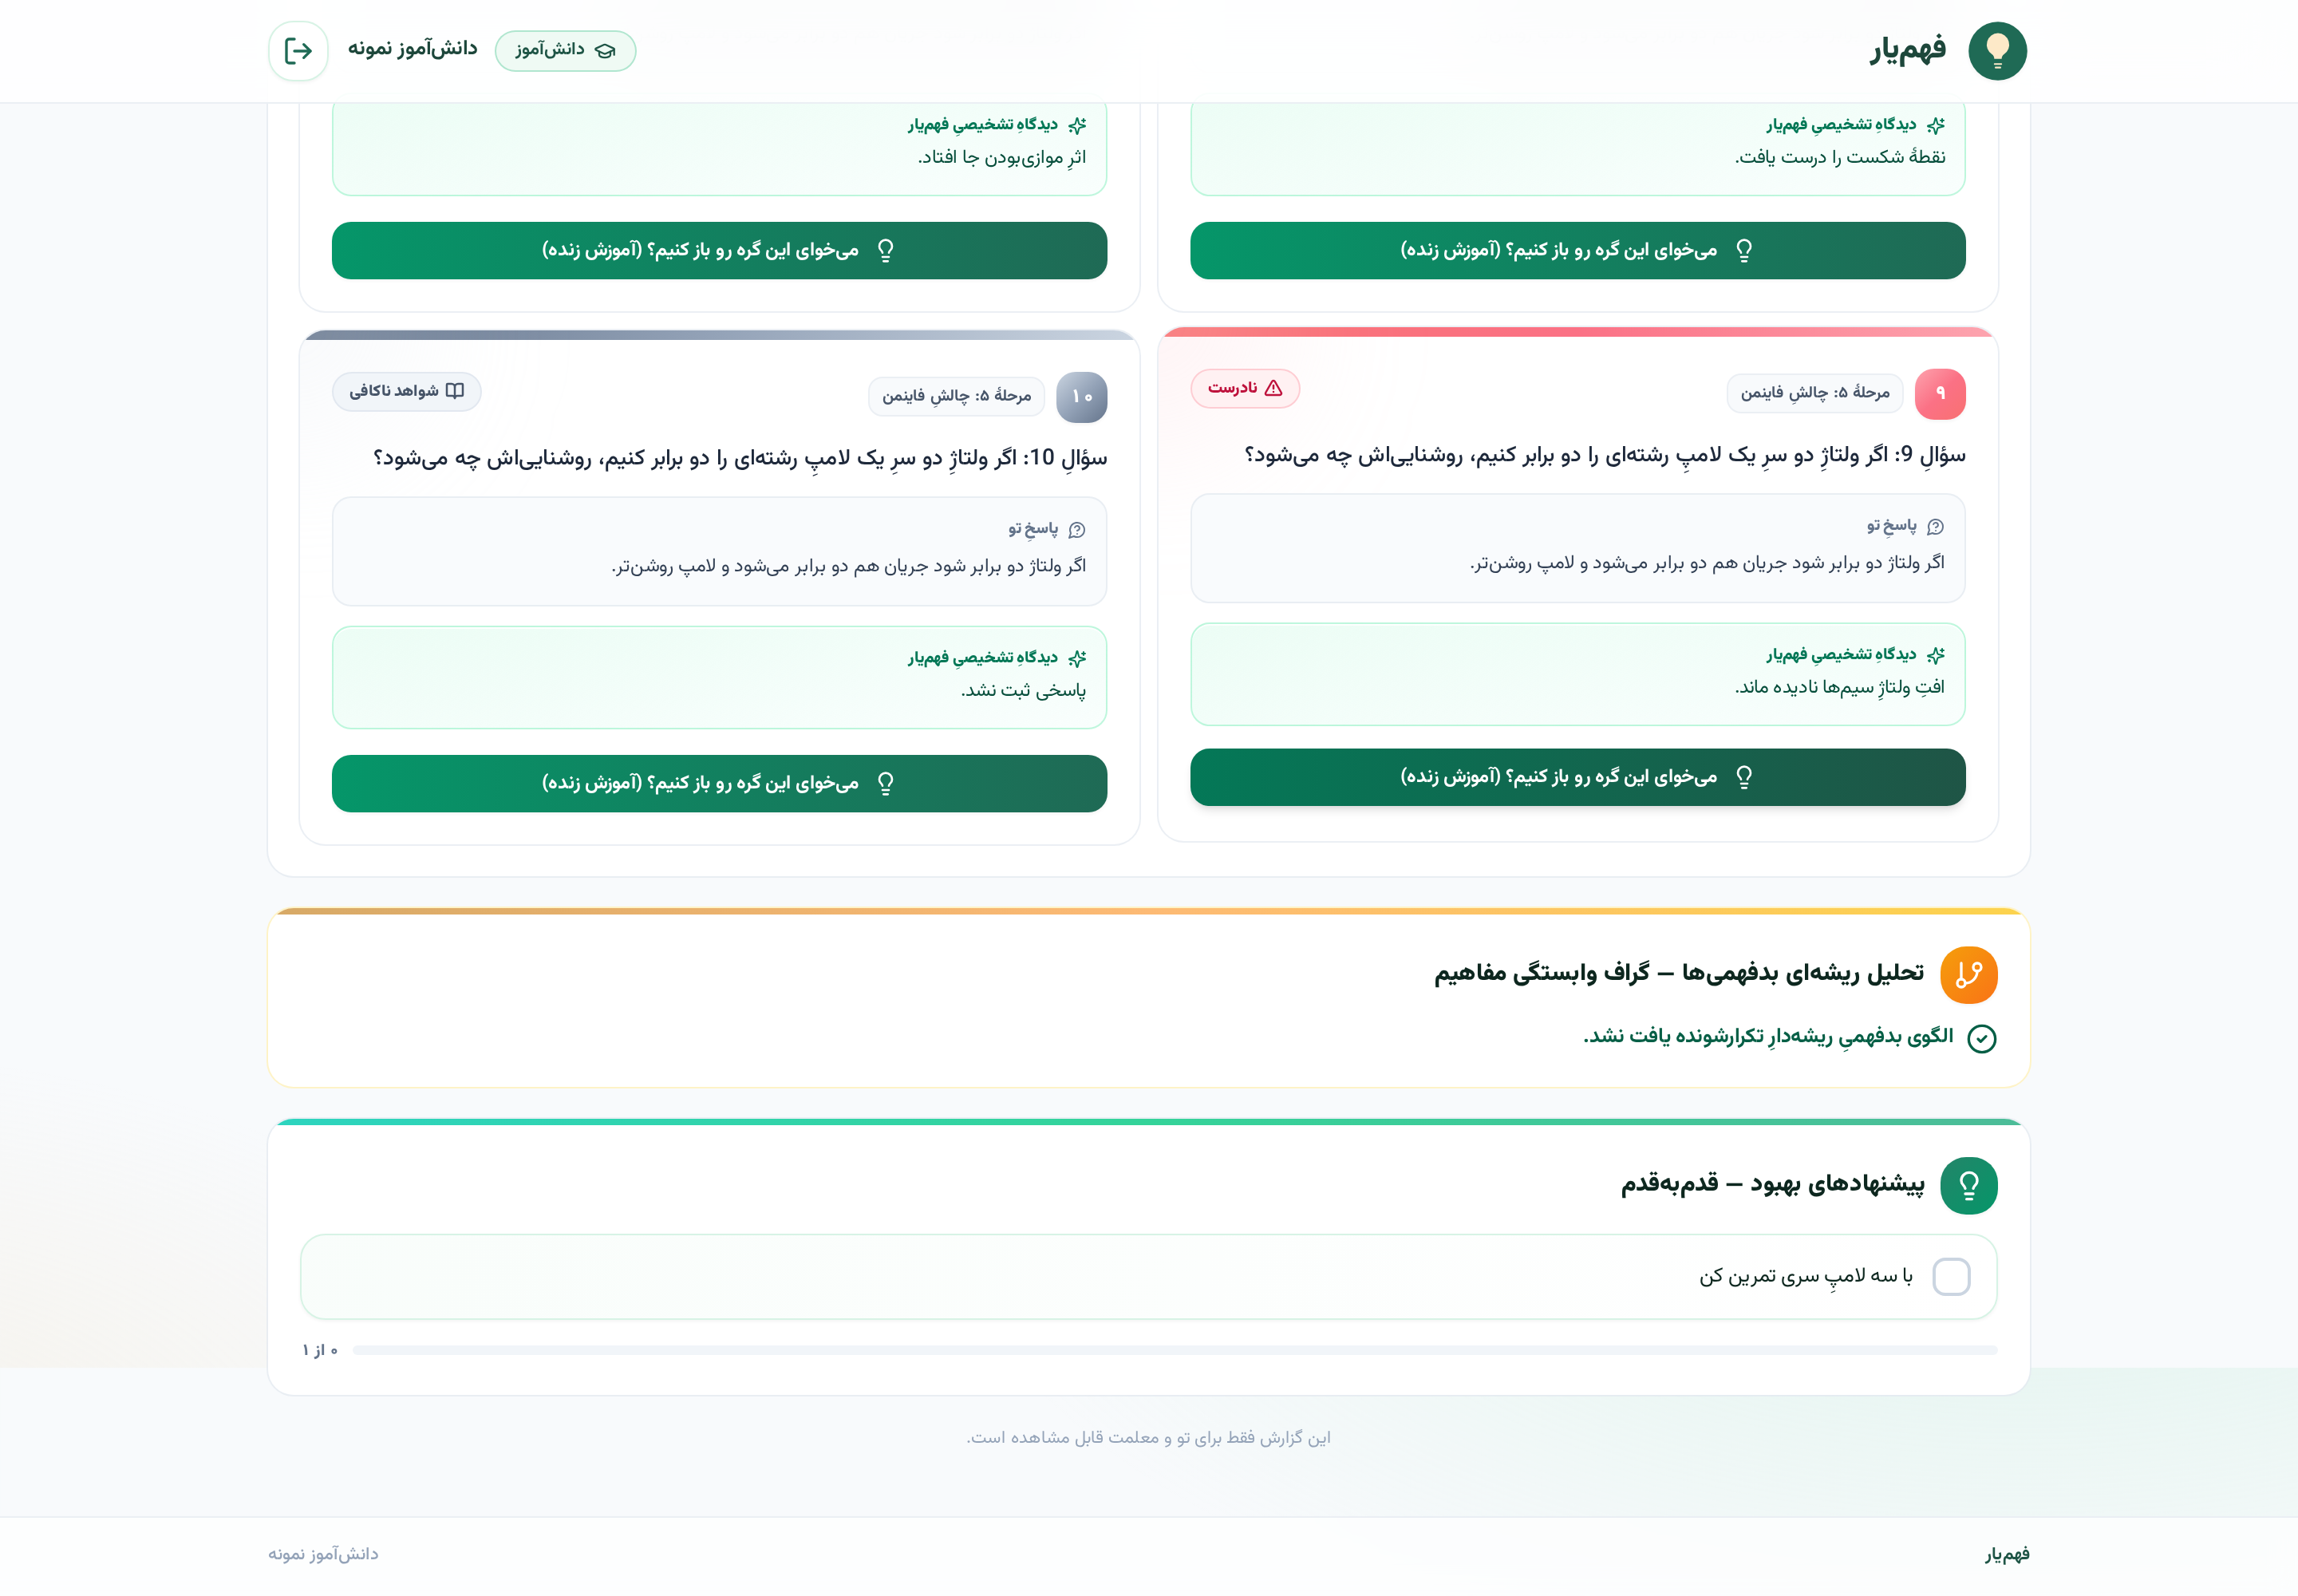 فهم‌یار
دانش‌آموز
دانش‌آموز نمونه
دیدگاهِ تشخیصیِ فهم‌یار
نقطهٔ شکست را درست یافت.
می‌خوای این گره رو باز کنیم؟ (آموزش زنده)
دیدگاهِ تشخیصیِ فهم‌یار
اثرِ موازی‌بودن جا افتاد.
می‌خوای این گره رو باز کنیم؟ (آموزش زنده)
۹
مرحلهٔ ۵: چالشِ فاینمن
نادرست
سؤالِ 9: اگر ولتاژِ دو سرِ یک لامپِ رشته‌ای را دو برابر کنیم، روشنایی‌اش چه می‌شود؟
پاسخِ تو
اگر ولتاژ دو برابر شود جریان هم دو برابر می‌شود و لامپ روشن‌تر.
دیدگاهِ تشخیصیِ فهم‌یار
افتِ ولتاژِ سیم‌ها نادیده ماند.
می‌خوای این گره رو باز کنیم؟ (آموزش زنده)
۱۰
مرحلهٔ ۵: چالشِ فاینمن
شواهد ناکافی
سؤالِ 10: اگر ولتاژِ دو سرِ یک لامپِ رشته‌ای را دو برابر کنیم، روشنایی‌اش چه می‌شود؟
پاسخِ تو
اگر ولتاژ دو برابر شود جریان هم دو برابر می‌شود و لامپ روشن‌تر.
دیدگاهِ تشخیصیِ فهم‌یار
پاسخی ثبت نشد.
می‌خوای این گره رو باز کنیم؟ (آموزش زنده)
تحلیل ریشه‌ای بدفهمی‌ها — گراف وابستگی مفاهیم
الگوی بدفهمیِ ریشه‌دارِ تکرارشونده یافت نشد.
پیشنهادهای بهبود — قدم‌به‌قدم
با سه لامپِ سری تمرین کن
۰ از ۱
این گزارش فقط برای تو و معلمت قابل مشاهده است.
فهم‌یار
دانش‌آموز نمونه